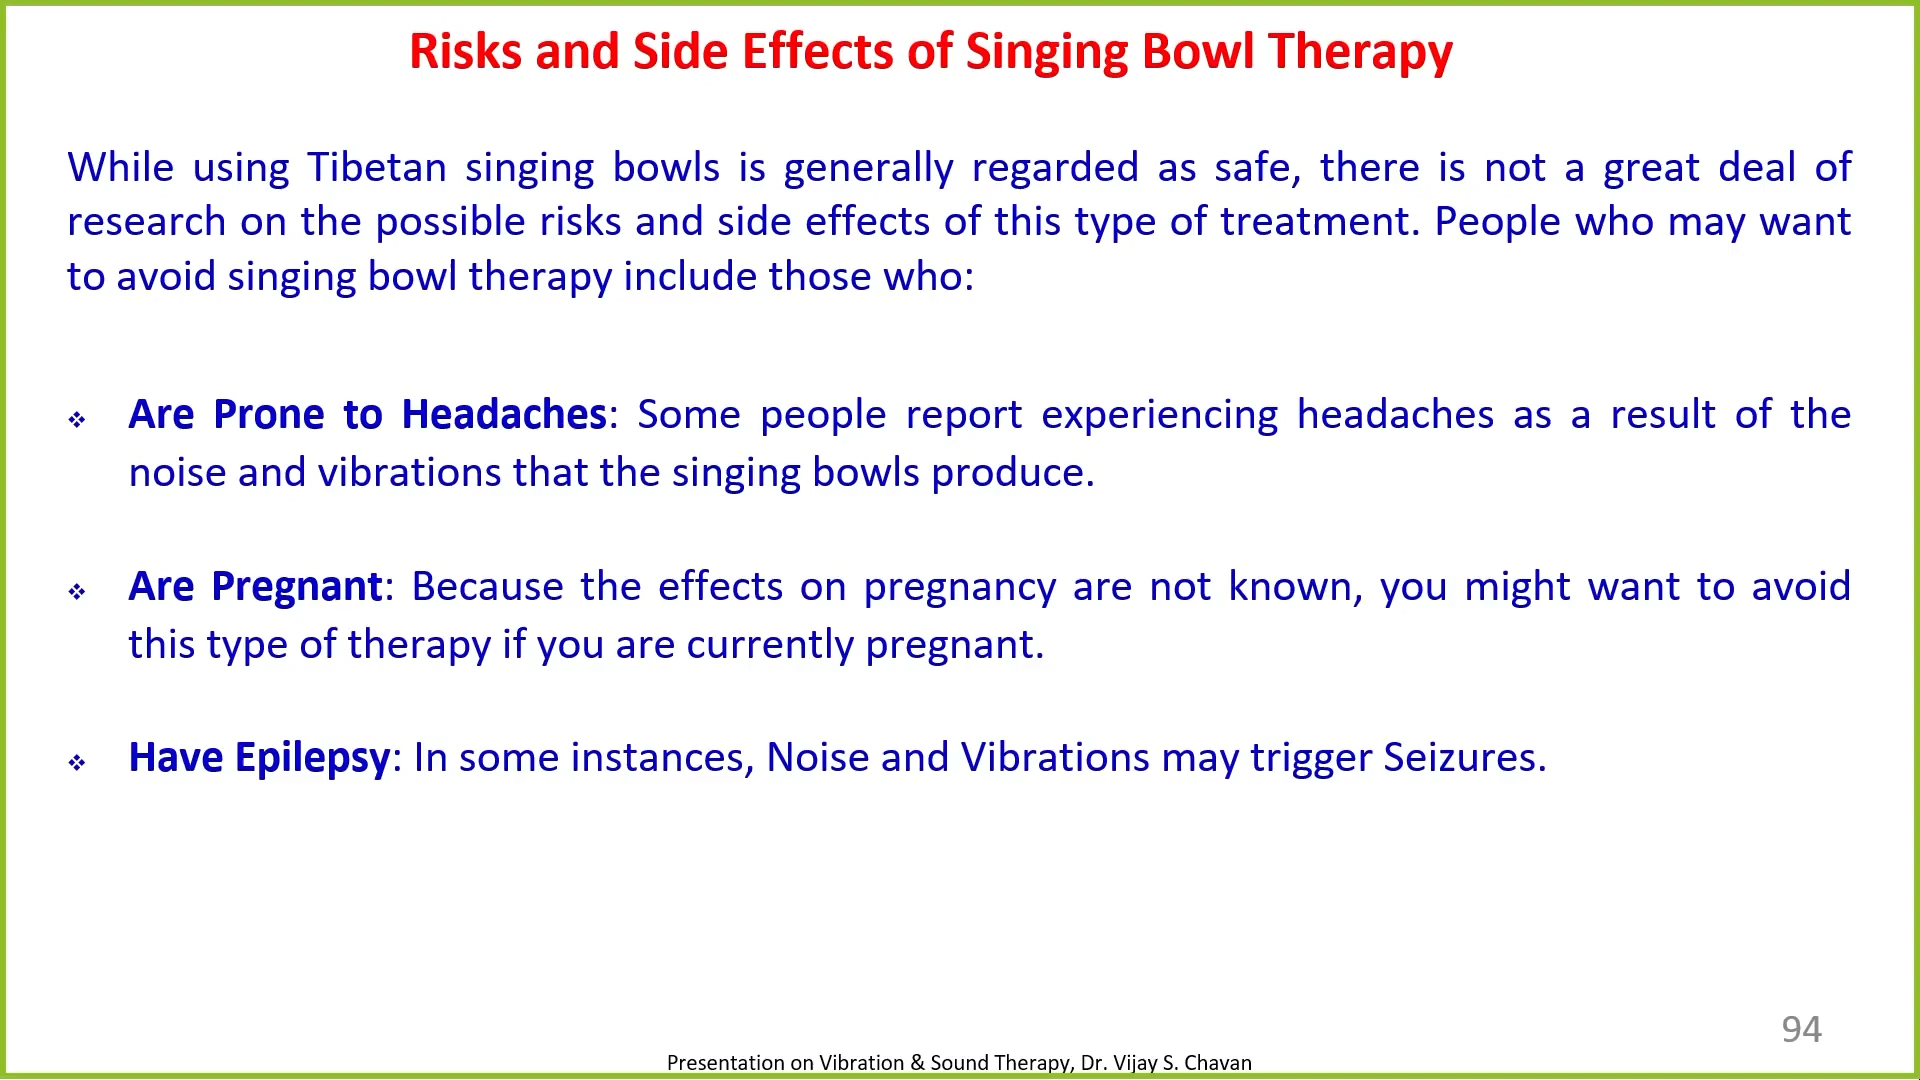 Risks and Side Effects of Singing Bowl Therapy
While using Tibetan singing bowls is generally regarded as safe, there is not a great deal of
research on the possible risks and side effects of this type of treatment. People who may want
to avoid singing bowl therapy include those who:
❖ Are Prone to Headaches: Some people report experiencing headaches as a result of the
noise and vibrations that the singing bowls produce.
❖ Are Pregnant: Because the effects on pregnancy are not known, you might want to avoid
this type of therapy if you are currently pregnant.
❖ Have Epilepsy: In some instances, Noise and Vibrations may trigger Seizures.
94
Presentation on Vibration & Sound Therapy, Dr. Vijay S. Chavan